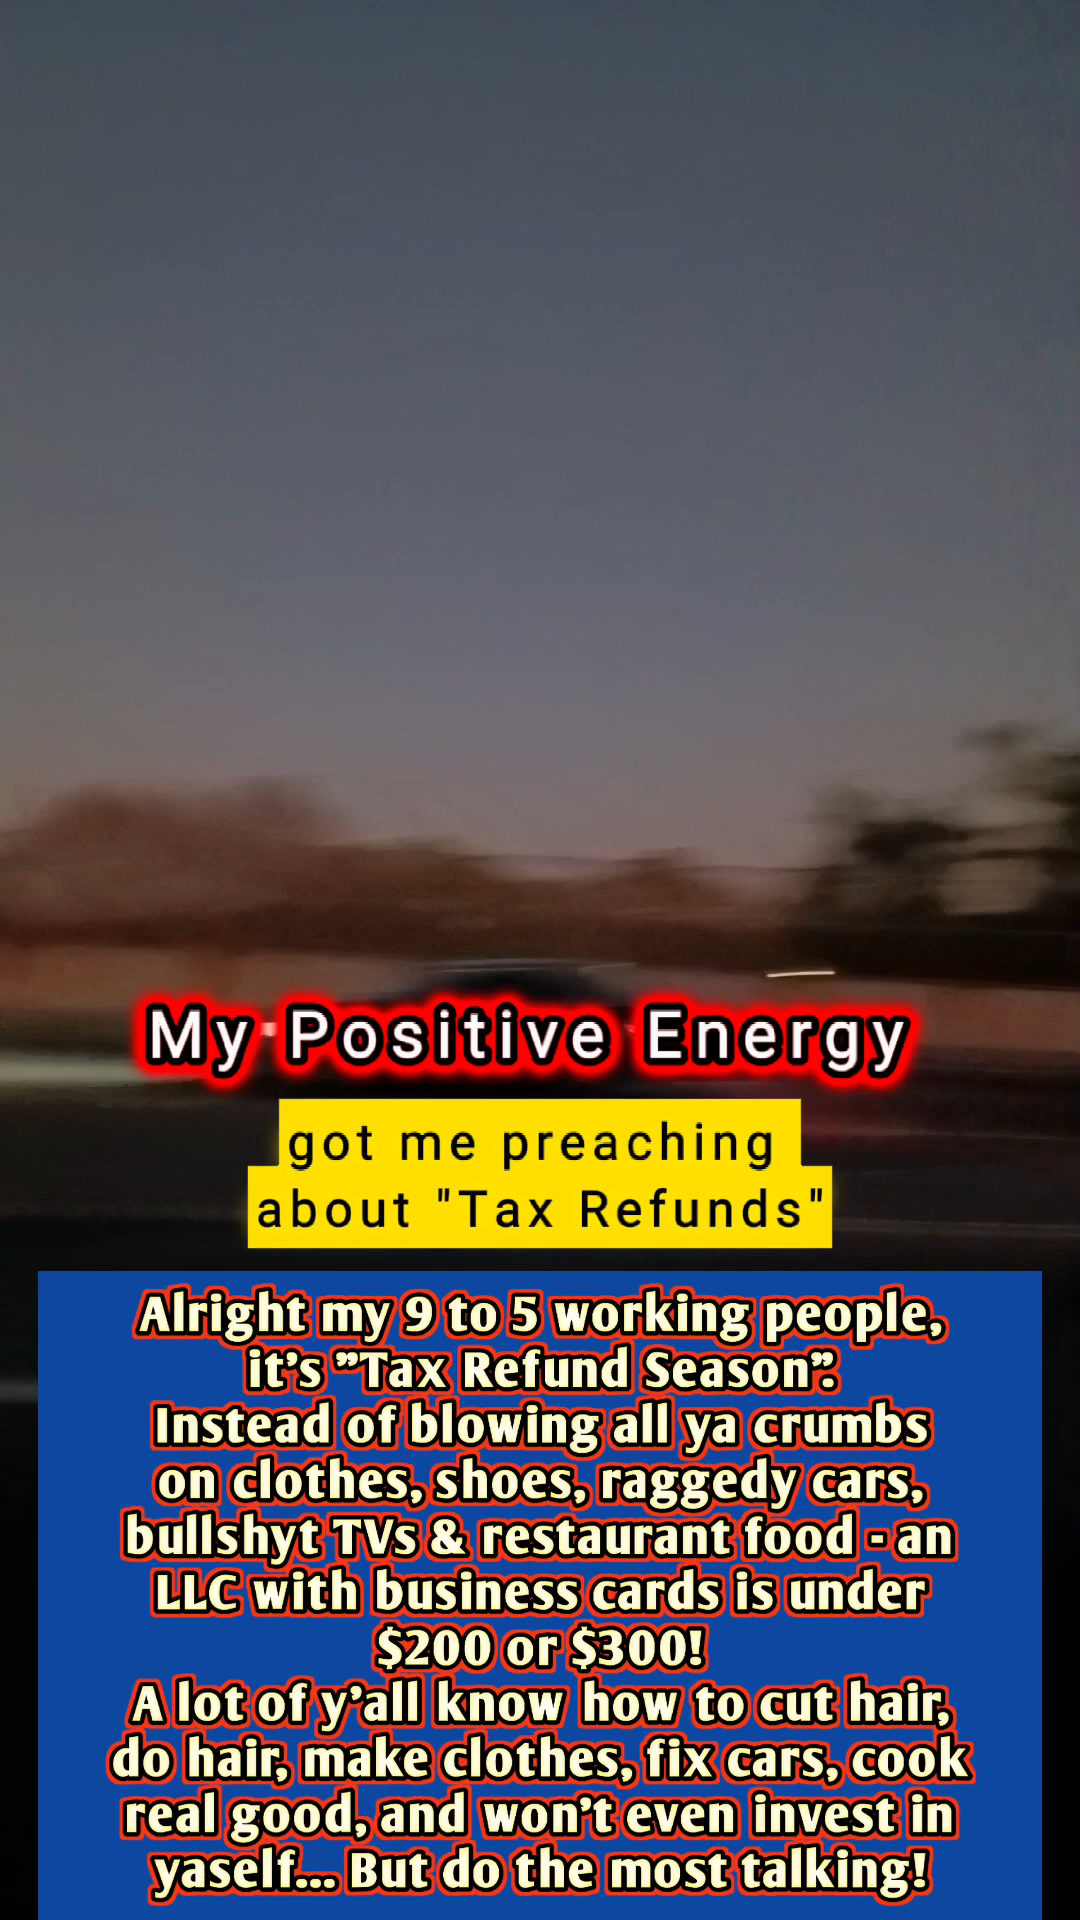 My Positive Energy
got me preaching
about "Tax Refunds"
Alright my 9 to 5 working people,
it's "Tax Refund Season".
Instead of blowing all ya crumbs
on clothes, shoes, raggedy cars,
bullshyt TVs & restaurant food - an
LLC with business cards is under
$200 or $300!
A lot of y'all know how to cut hair,
do hair, make clothes, fix cars, cook
real good, and won't even invest in
yaself... But do the most talking!